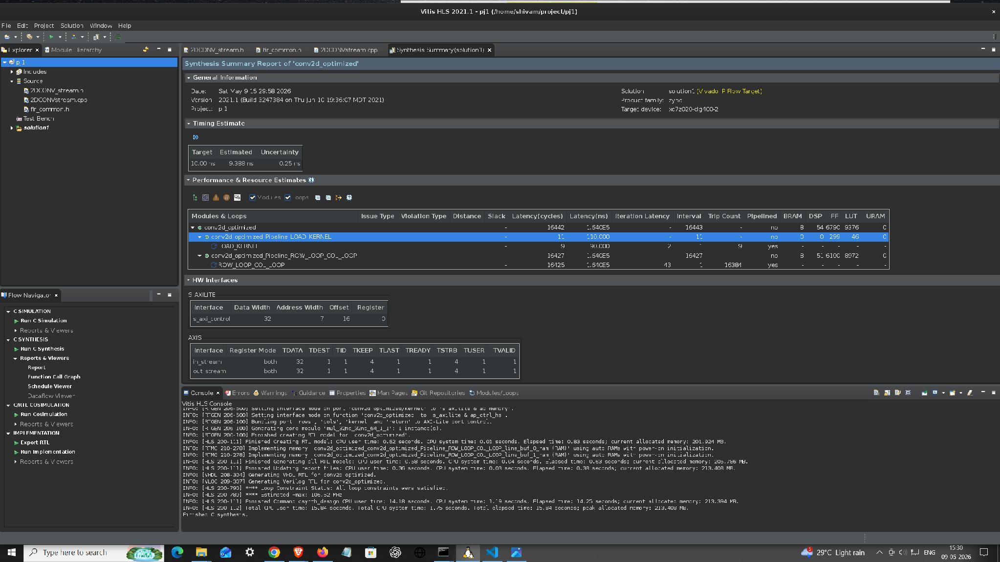 Vitis HLS 2021.1 - pj1 (/home/shivam/project/pj1)
File Edit Project Solution Window Help
Explorer Module Hierarchy
pj1
Includes
Source
2DCONV_stream.h
2DCONVstream.cpp
fir_common.h
Test Bench
solution1
2DCONV_stream.h fir_common.h 2DCONVstream.cpp Synthesis Summary(solution1)
Synthesis Summary Report of 'conv2d_optimized'
General Information
Date: Sat May 9 15:29:58 2026
Version: 2021.1 (Build 3247384 on Thu Jun 10 19:36:07 MDT 2021)
Project: pj1
Solution: solution1 (Vivado IP Flow Target)
Product family: zynq
Target device: xc7z020-clg400-2
Timing Estimate
Target Estimated Uncertainty
10.00 ns 9.388 ns 0.25 ns
Performance & Resource Estimates
% Modules Loops
Modules & Loops Issue Type Violation Type Distance Slack Latency(cycles) Latency(ns) Iteration Latency Interval Trip Count Pipelined BRAM DSP FF LUT URAM
conv2d_optimized - 16442 1.640E5 - 16443 - no 8 54 6790 9376 0
conv2d_optimized_Pipeline_LOAD_KERNEL - 11 110.000 - 11 - no 0 0 299 46 0
LOAD_KERNEL - 9 90.000 2 1 9 yes - - - - -
conv2d_optimized_Pipeline_ROW_LOOP_COL_LOOP 16427 1.640E5 16427 - no 8 51 6100 8972 0
ROW_LOOP_COL_LOOP - 16425 1.640E5 43 1 16384 yes - - - - -
HW Interfaces
S_AXILITE
Interface Data Width Address Width Offset Register
s_axi_control 32 7 16 0
AXIS
Interface Register Mode TDATA TDEST TID TKEEP TLAST TREADY TSTRB TUSER TVALID
in_stream both 32 1 1 4 1 1 4 1 1
out_stream both 32 1 1 4 1 1 4 1 1
Flow Navigator
C SIMULATION
Run C Simulation
Reports & Viewers
C SYNTHESIS
Run C Synthesis
Reports & Viewers
Report
Function Call Graph
Schedule Viewer
Dataflow Viewer
C/RTL COSIMULATION
Run Cosimulation
Reports & Viewers
IMPLEMENTATION
Export RTL
Run Implementation
Reports & Viewers
Console Errors Warnings Guidance Properties Man Pages Git Repositories Modules/Loops
Vitis HLS Console
INFO: [RTGEN 206-500] Setting interface mode on port 'conv2d_optimized/kernel' to 's_axilite & ap_memory'.
INFO: [RTGEN 206-500] Setting interface mode on function 'conv2d_optimized' to 's_axilite & ap_ctrl_hs'.
INFO: [RTGEN 206-100] Bundling port 'rows', 'cols', 'kernel' and 'return' to AXI-Lite port control.
INFO: [RTGEN 206-100] Generating core module 'mul_32ns_32ns_64_1_1': 1 instance(s).
INFO: [RTGEN 206-100] Finished creating RTL model for 'conv2d_optimized'.
INFO: [HLS 200-111] Finished Creating RTL model: CPU user time: 0.82 seconds. CPU system time: 0.01 seconds. Elapsed time: 0.83 seconds; current allocated memory: 201.924 MB.
INFO: [RTMG 210-278] Implementing memory 'conv2d_optimized_conv2d_optimized_Pipeline_ROW_LOOP_COL_LOOP_line_buf_0_ram (RAM)' using auto RAMs with power-on initialization.
INFO: [RTMG 210-278] Implementing memory 'conv2d_optimized_conv2d_optimized_Pipeline_ROW_LOOP_COL_LOOP_line_buf_1_ram (RAM)' using auto RAMs with power-on initialization.
INFO: [HLS 200-111] Finished Generating all RTL models: CPU user time: 0.58 seconds. CPU system time: 0.04 seconds. Elapsed time: 0.63 seconds; current allocated memory: 205.786 MB.
INFO: [HLS 200-111] Finished Updating report files: CPU user time: 0.36 seconds. CPU system time: 0.03 seconds. Elapsed time: 0.38 seconds; current allocated memory: 213.408 MB.
INFO: [VHDL 208-304] Generating VHDL RTL for conv2d_optimized.
INFO: [VLOG 209-307] Generating Verilog RTL for conv2d_optimized.
INFO: [HLS 200-790] **** Loop Constraint Status: All loop constraints were satisfied.
INFO: [HLS 200-789] **** Estimated Fmax: 106.52 MHz
INFO: [HLS 200-111] Finished Command csynth_design CPU user time: 14.18 seconds. CPU system time: 1.19 seconds. Elapsed time: 14.25 seconds; current allocated memory: 213.394 MB.
INFO: [HLS 200-112] Total CPU user time: 15.84 seconds. Total CPU system time: 1.75 seconds. Total elapsed time: 15.84 seconds; peak allocated memory: 213.408 MB.
Finished C synthesis.
Type here to search
3 29°C Light rain ENG
15:30
09-05-2026